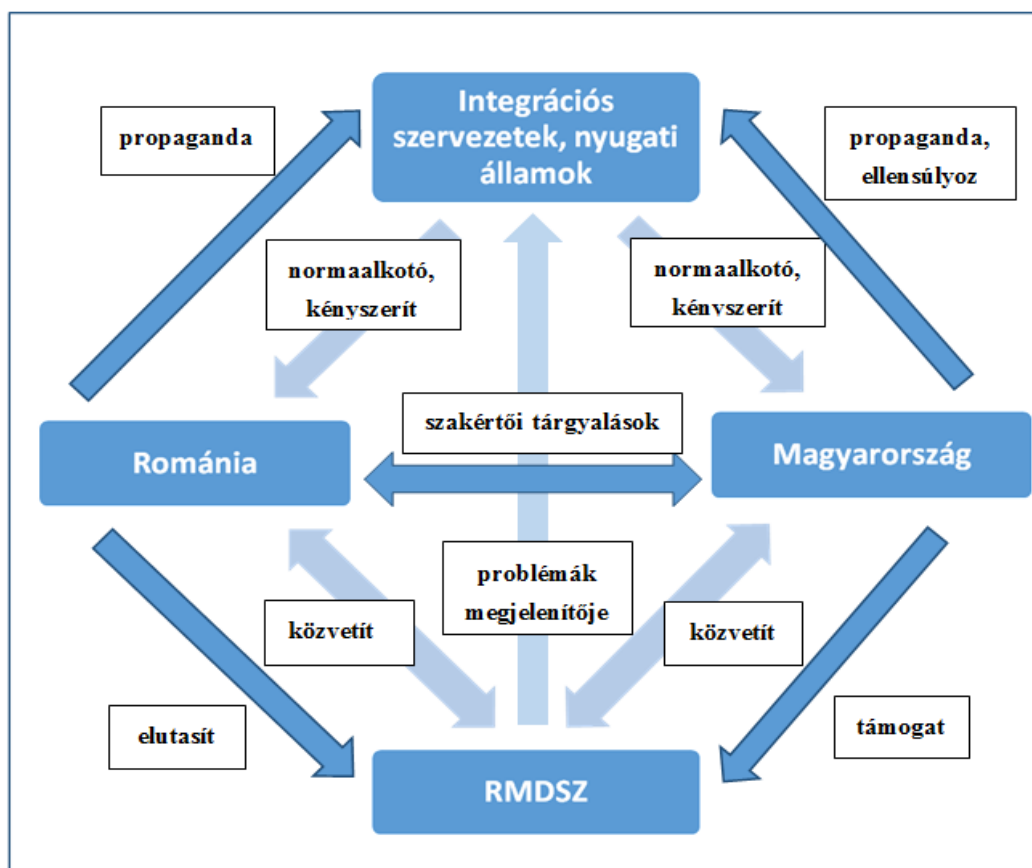 Integrációs
szervezetek, nyugati
államok
propaganda
propaganda,
ellensúlyoz
normaalkotó,
kényszerít
normaalkotó,
kényszerít
szakértői tárgyalások
Románia
Magyarország
problémák
megjelenítője
közvetít
közvetít
elutasít
támogat
RMDSZ